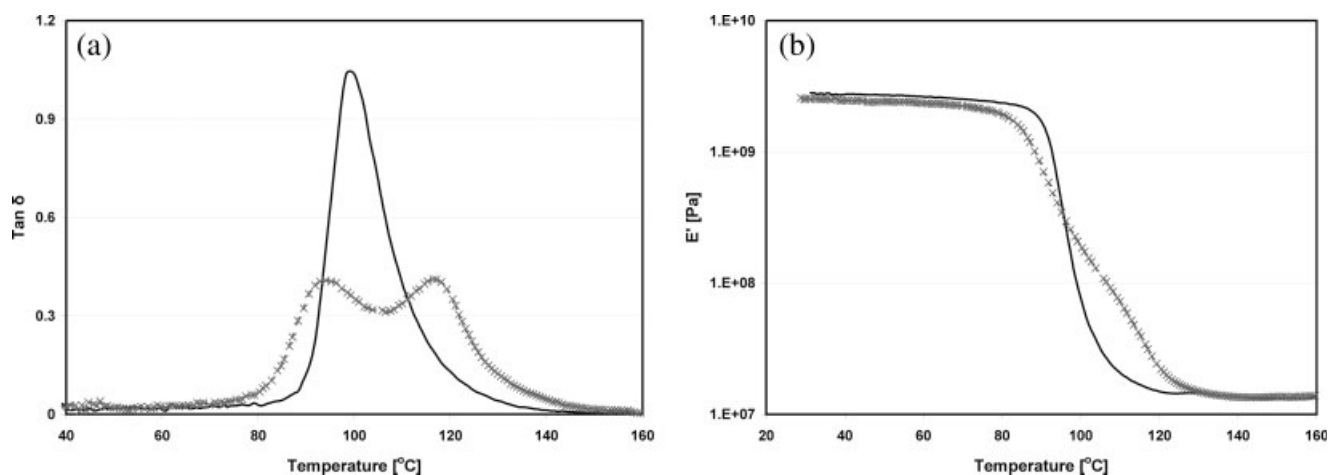 (a)
1.2
0.9
0.6
0.3
0
Tan δ
40 60 80 100 120 140 160
Temperature [°C]
(b)
1.E+10
1.E+09
1.E+08
1.E+07
E' [Pa]
20 40 60 80 100 120 140 160
Temperature [°C]